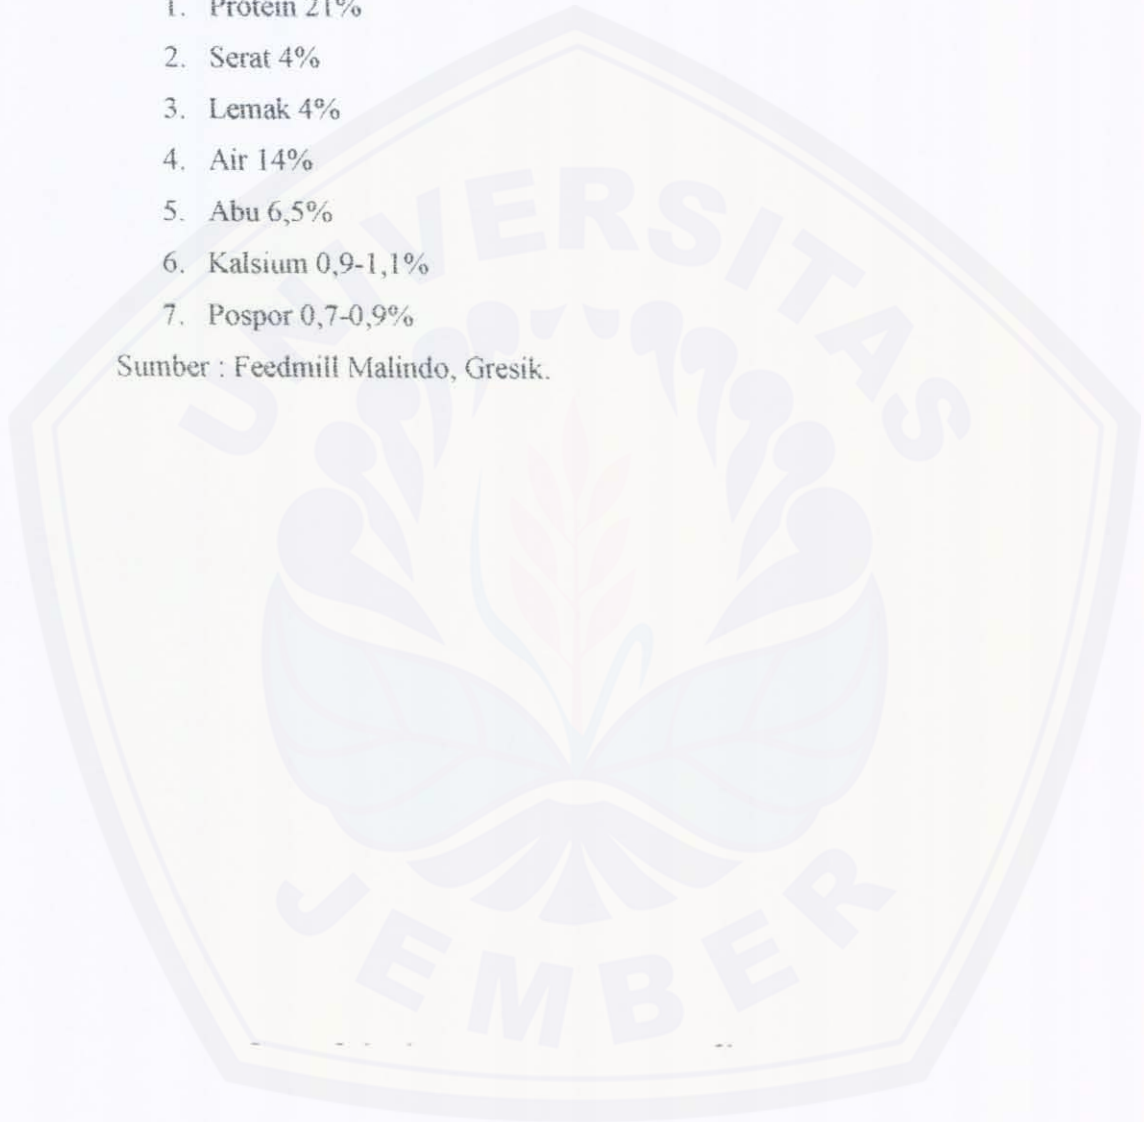 1. Protein 21%
2. Serat 4%
3. Lemak 4%
4. Air 14%
5. Abu 6,5%
6. Kalsium 0,9-1,1%
7. Pospor 0,7-0,9%
Sumber : Feedmill Malindo, Gresik.
UNIVERSITAS
JEMBER